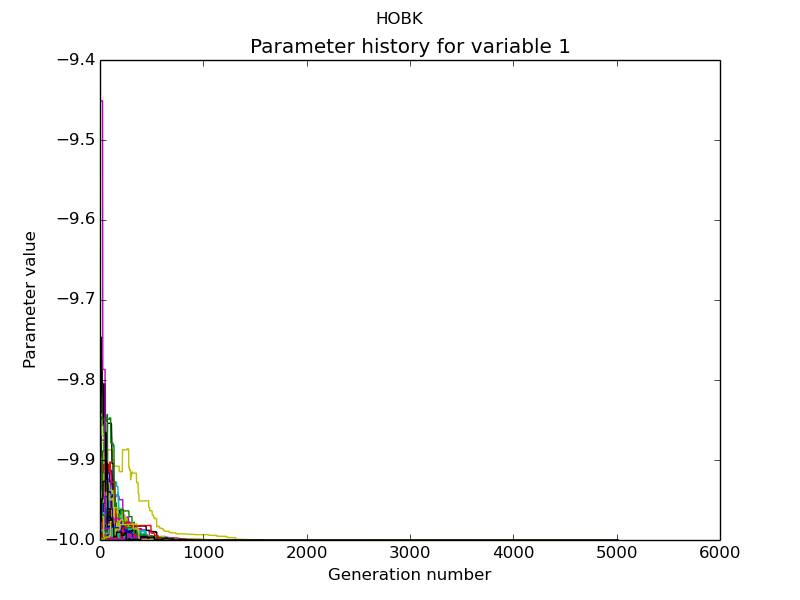 HOBK
Parameter history for variable 1
−9.4
−9.5
−9.6
−9.7
−9.8
−9.9
−10.0
Parameter value
0 1000 2000 3000 4000 5000 6000
Generation number